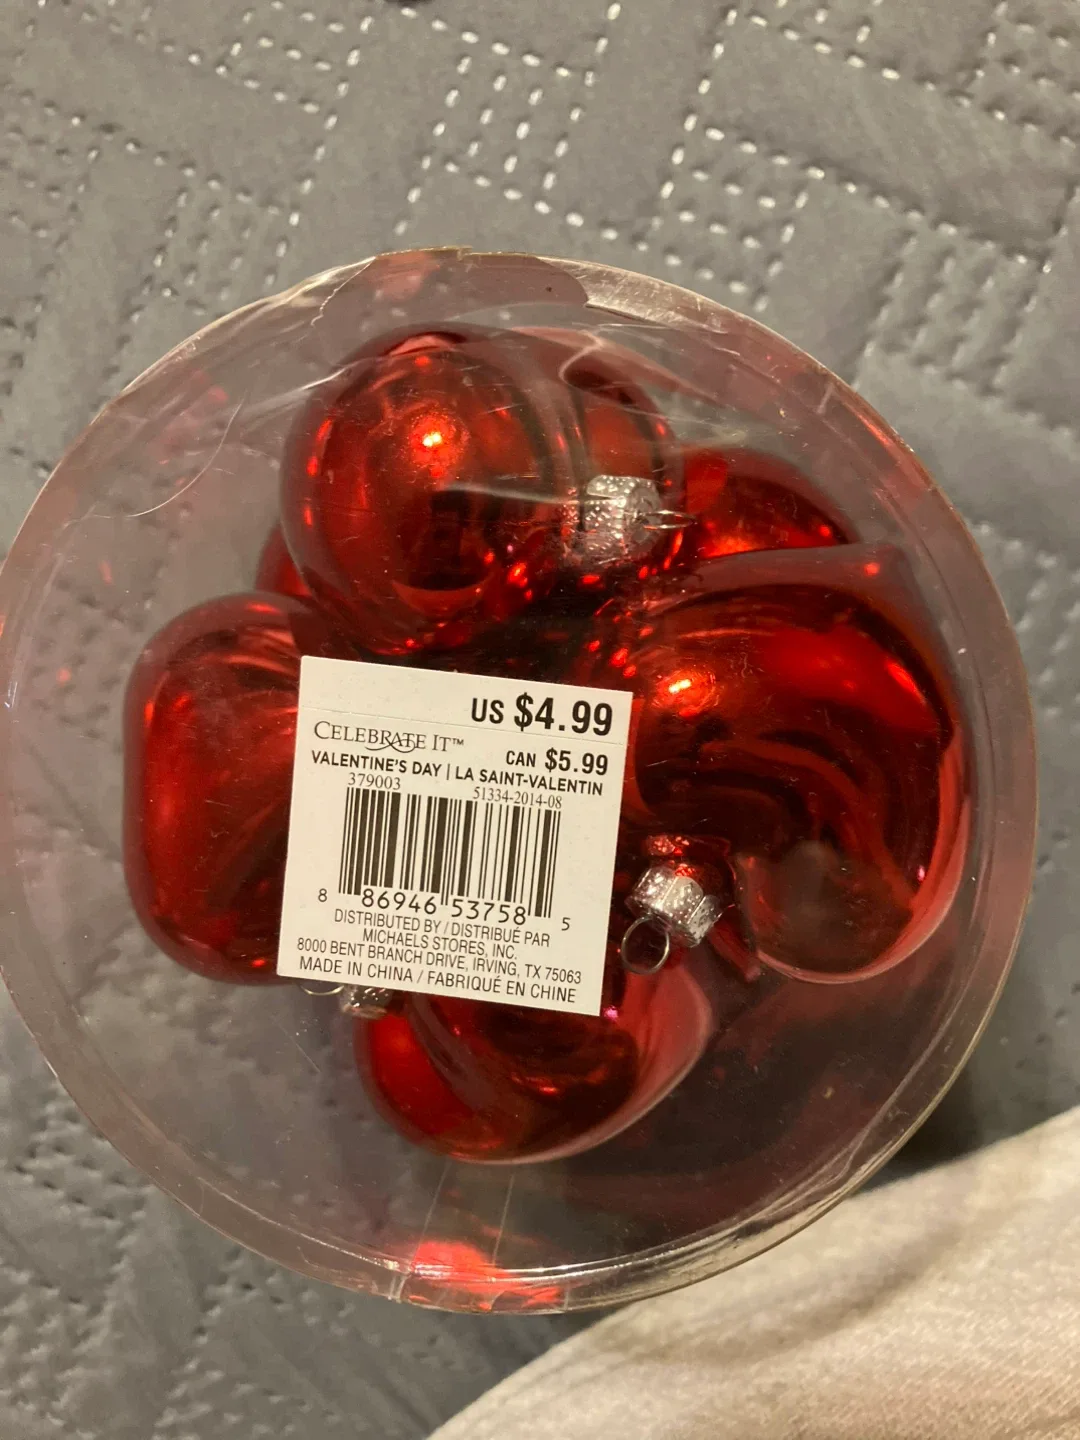 US $4.99
CELEBRATE IT™
CAN $5.99
VALENTINE'S DAY | LA SAINT-VALENTIN
379003 51334-2014-08
8 86946 53758 5
DISTRIBUTED BY / DISTRIBUÉ PAR
MICHAELS STORES, INC.
8000 BENT BRANCH DRIVE, IRVING, TX 75063
MADE IN CHINA / FABRIQUÉ EN CHINE